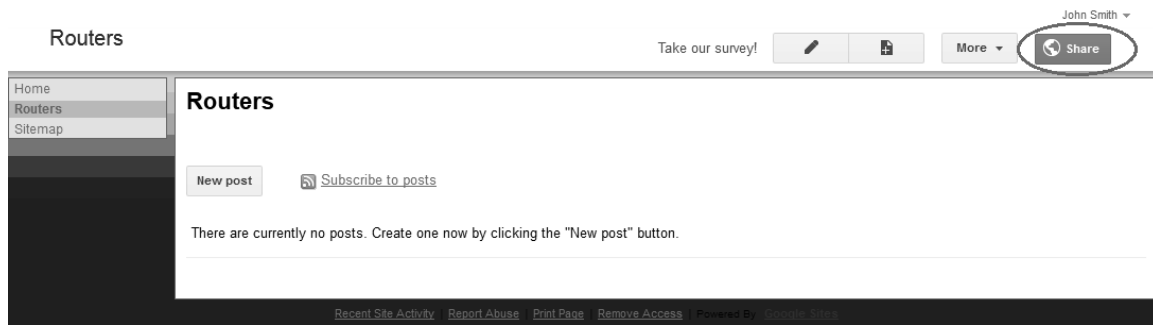 John Smith
Routers
Take our survey!
More
Share
Home
Routers
Sitemap
Routers
New post
Subscribe to posts
There are currently no posts. Create one now by clicking the "New post" button.
Recent Site Activity | Report Abuse | Print Page | Remove Access | Powered By Google Sites